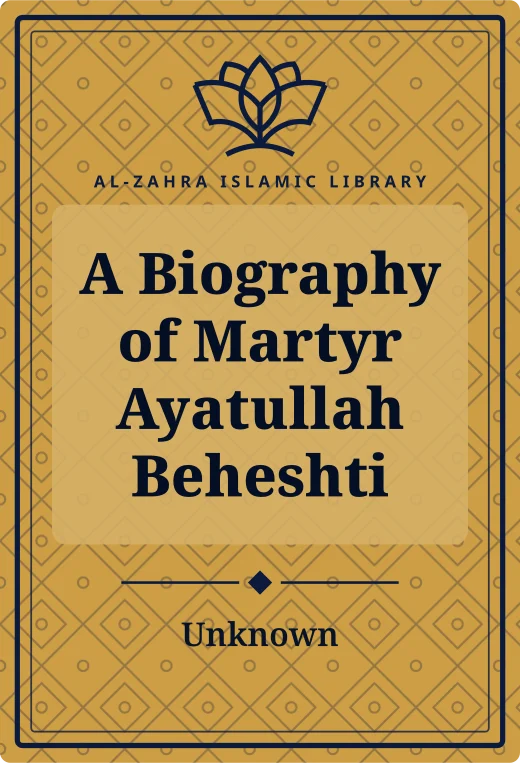 AL-ZAHRA ISLAMIC LIBRARY
A Biography
of Martyr
Ayatullah
Beheshti
Unknown